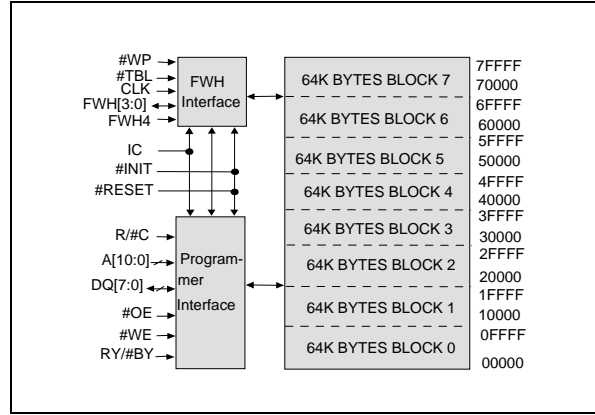 #WP
#TBL
CLK
FWH[3:0]
FWH4
FWH
Interface
IC
#INIT
#RESET
R/#C
A[10:0]
DQ[7:0]
#OE
#WE
RY/#BY
Program-
mer
Interface
64K BYTES BLOCK 7
64K BYTES BLOCK 6
64K BYTES BLOCK 5
64K BYTES BLOCK 4
64K BYTES BLOCK 3
64K BYTES BLOCK 2
64K BYTES BLOCK 1
64K BYTES BLOCK 0
7FFFF
70000
6FFFF
60000
5FFFF
50000
4FFFF
40000
3FFFF
30000
2FFFF
20000
1FFFF
10000
0FFFF
00000